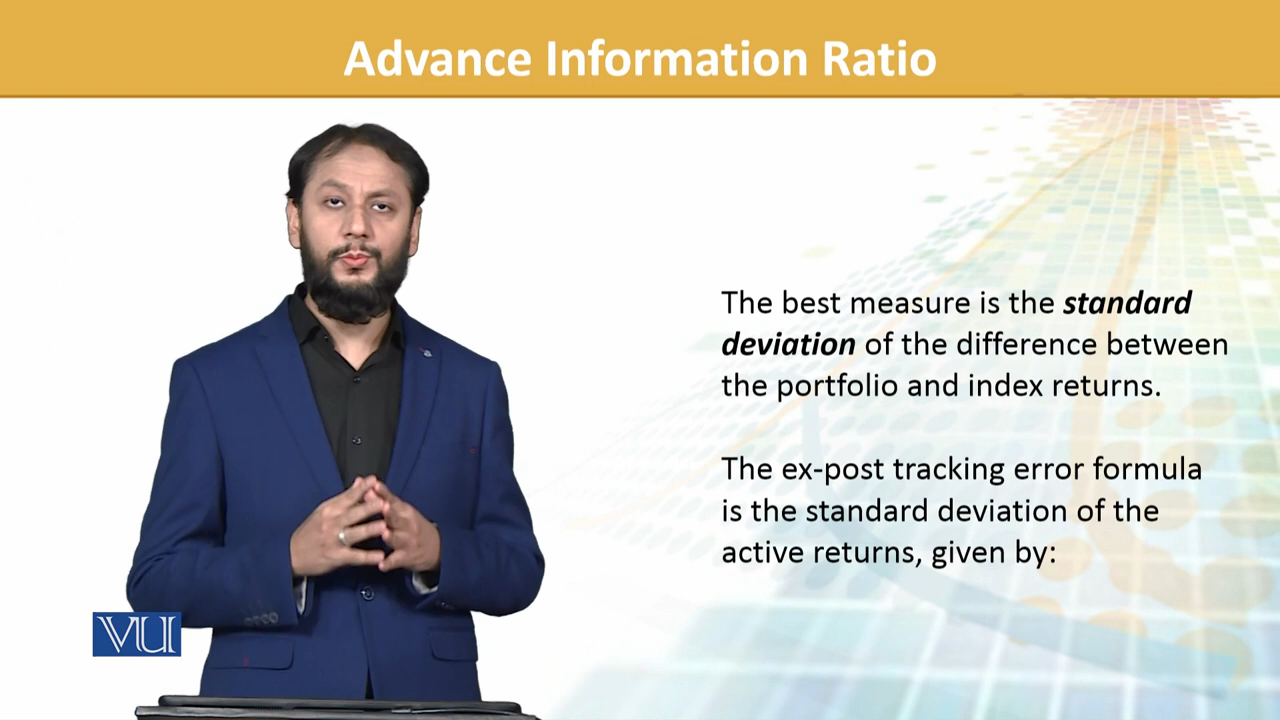 Advance Information Ratio
The best measure is the standard
deviation of the difference between
the portfolio and index returns.
The ex-post tracking error formula
is the standard deviation of the
active returns, given by:
VU